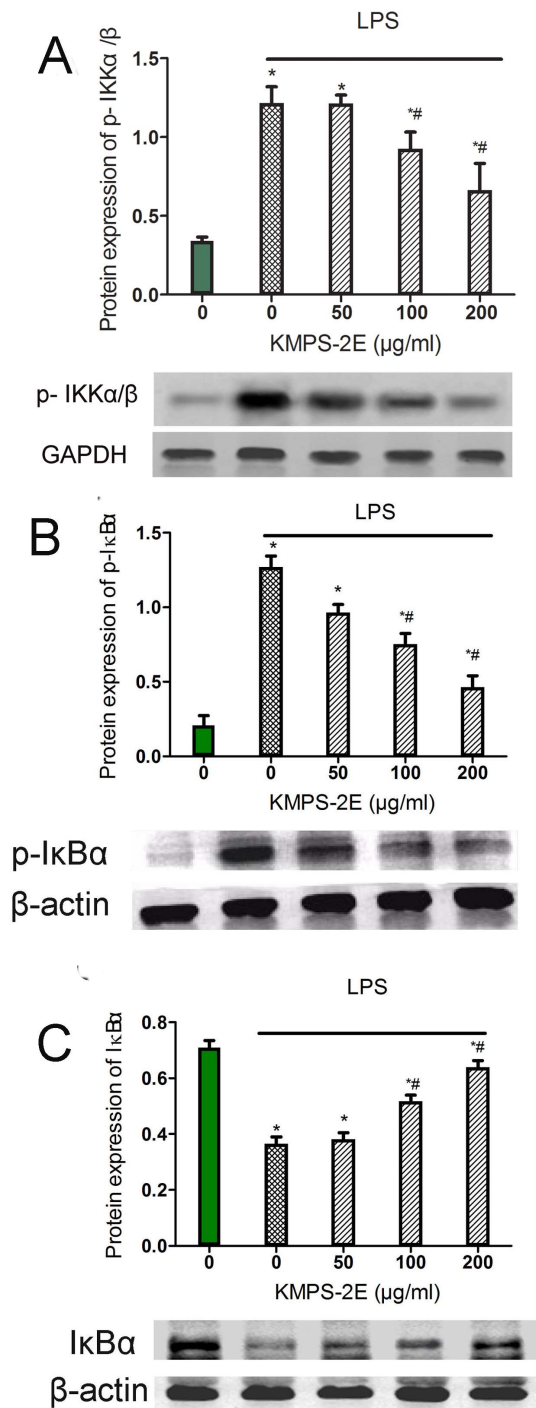 A
LPS
Protein expression of p- IKKα /β
1.5
1.0
0.5
0.0
* * *# *#
0 0 50 100 200
KMPS-2E (µg/ml)
p- IKKα/β
GAPDH
B
LPS
Protein expression of p-IκBα
1.5
1.0
0.5
0.0
* * *# *#
0 0 50 100 200
KMPS-2E (µg/ml)
p-IκBα
β-actin
C
LPS
Protein expression of IκBα
0.8
0.6
0.4
0.2
0.0
* * *# *#
0 0 50 100 200
KMPS-2E (µg/ml)
IκBα
β-actin